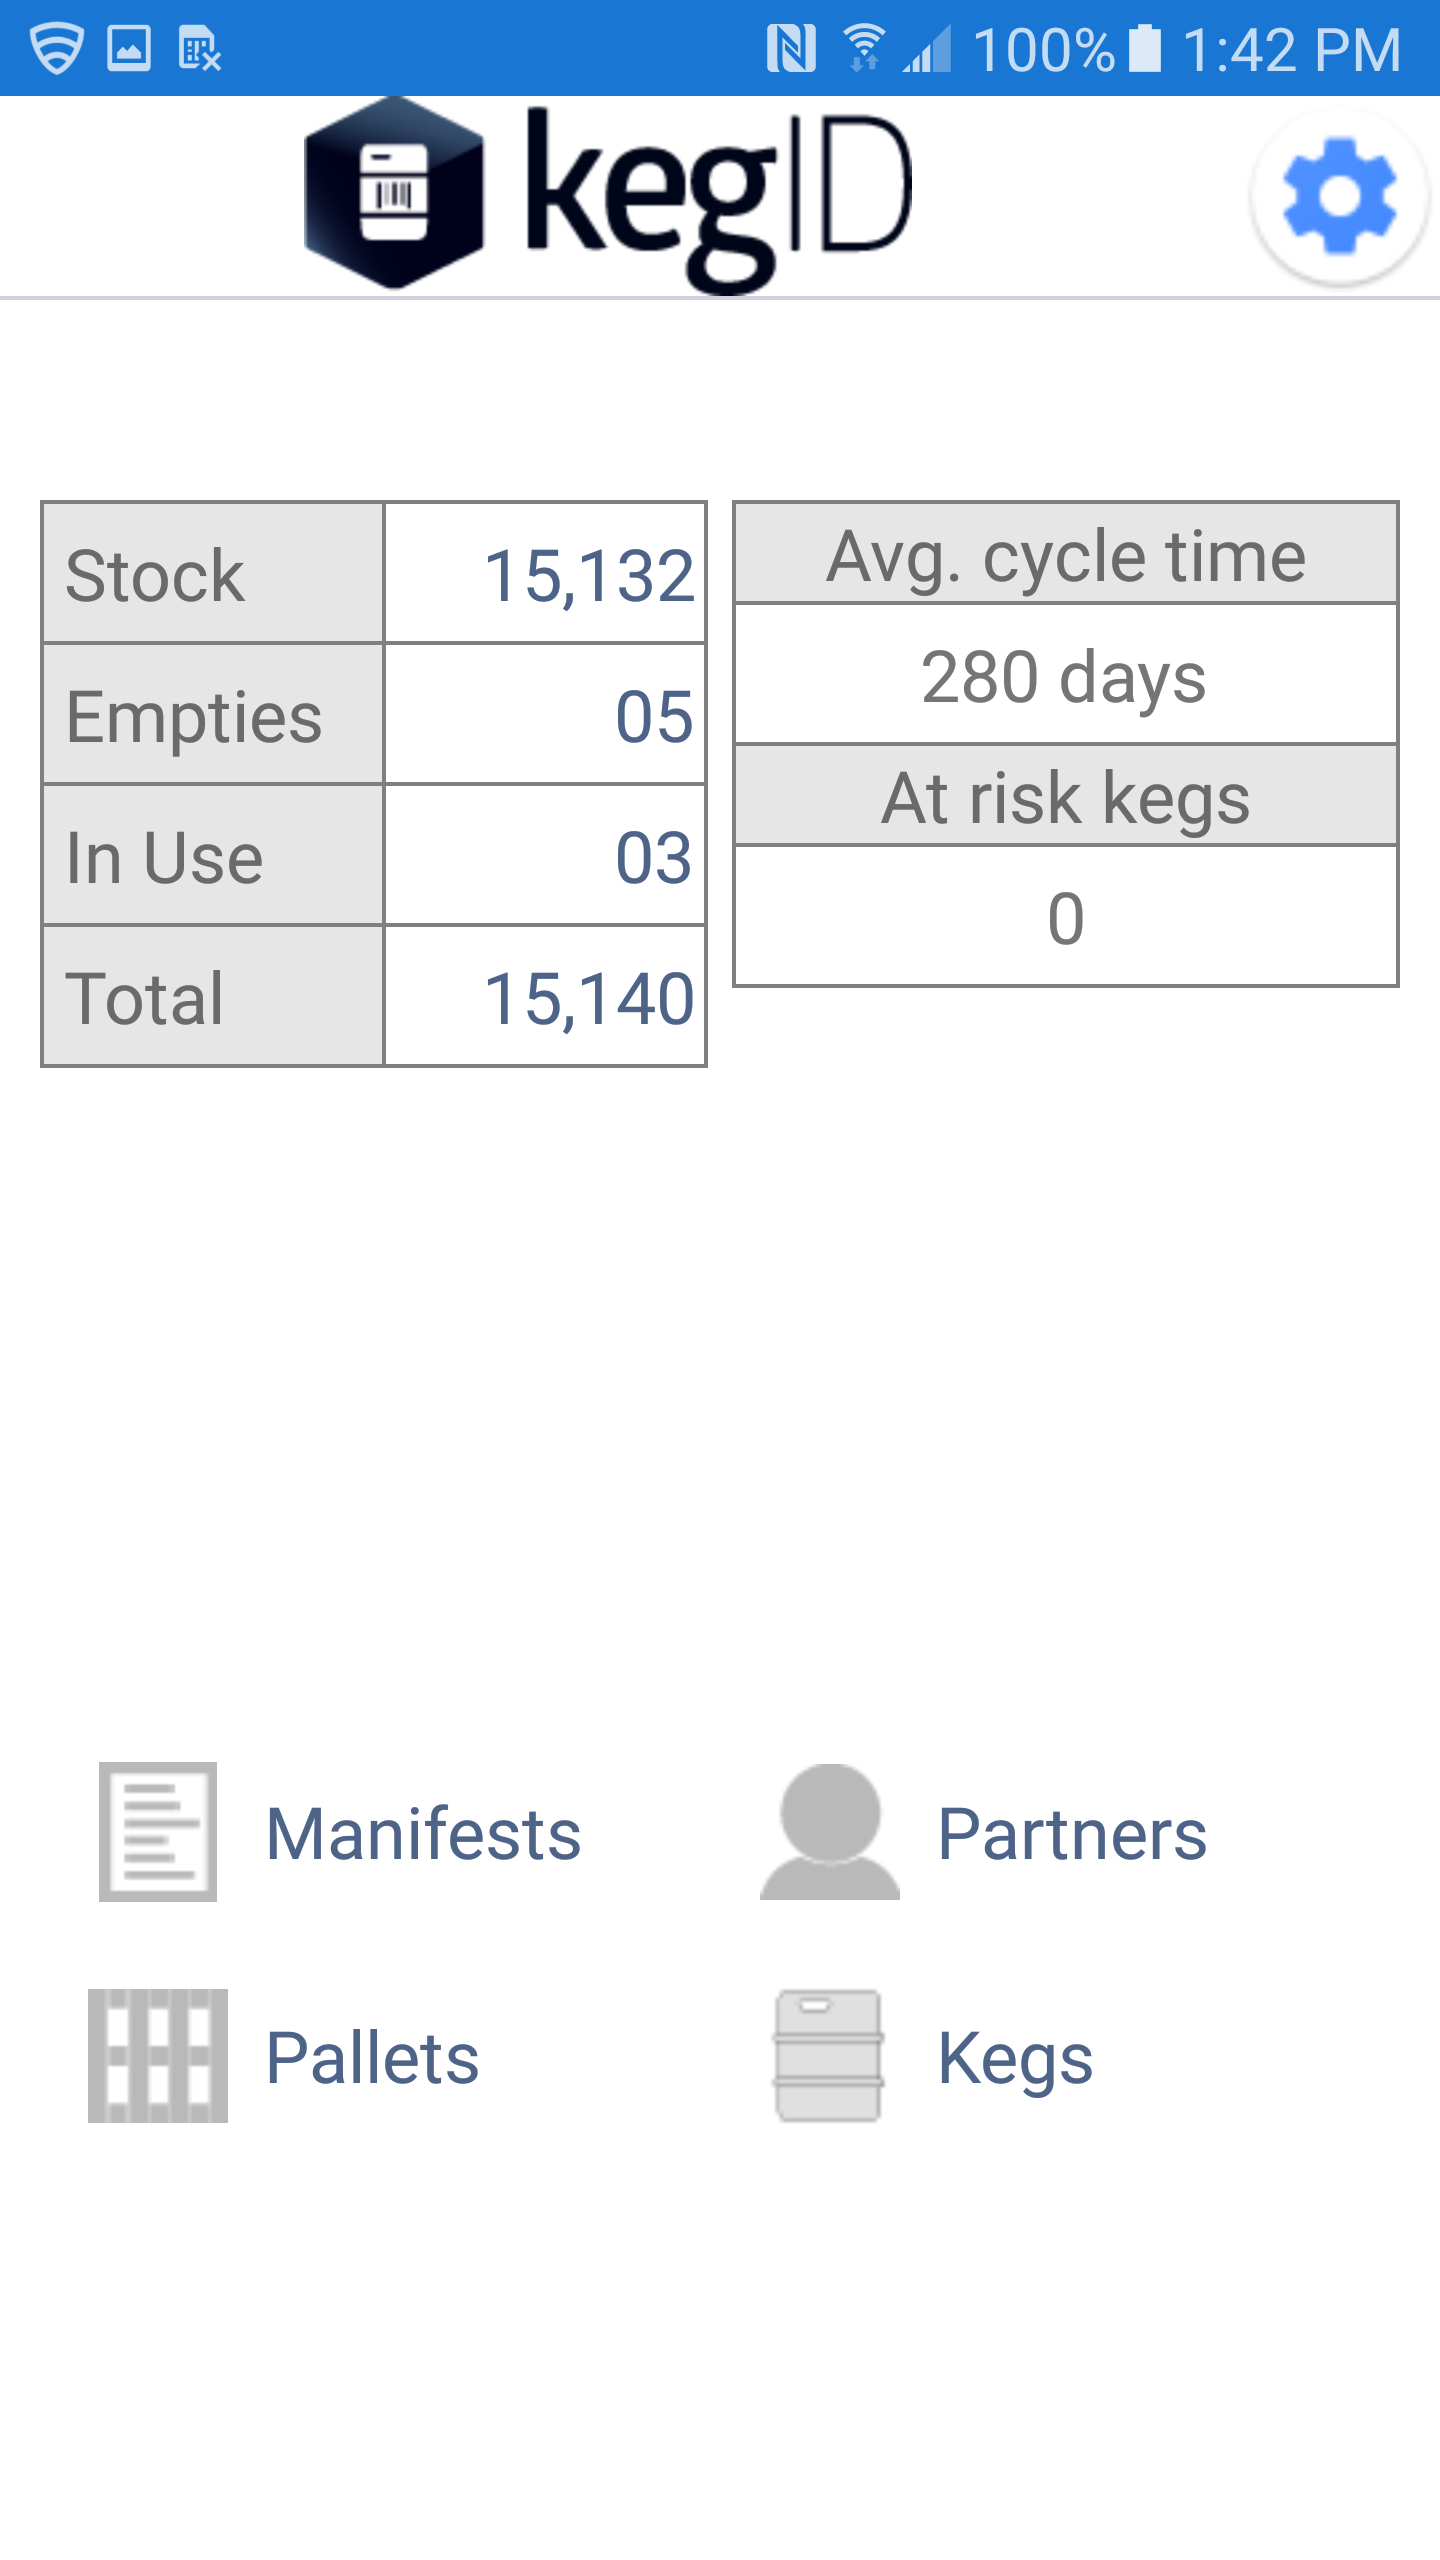 100% 1:42 PM
kegID
Stock 15,132
Empties 05
In Use 03
Total 15,140
Avg. cycle time
280 days
At risk kegs
0
Manifests Partners
Pallets Kegs